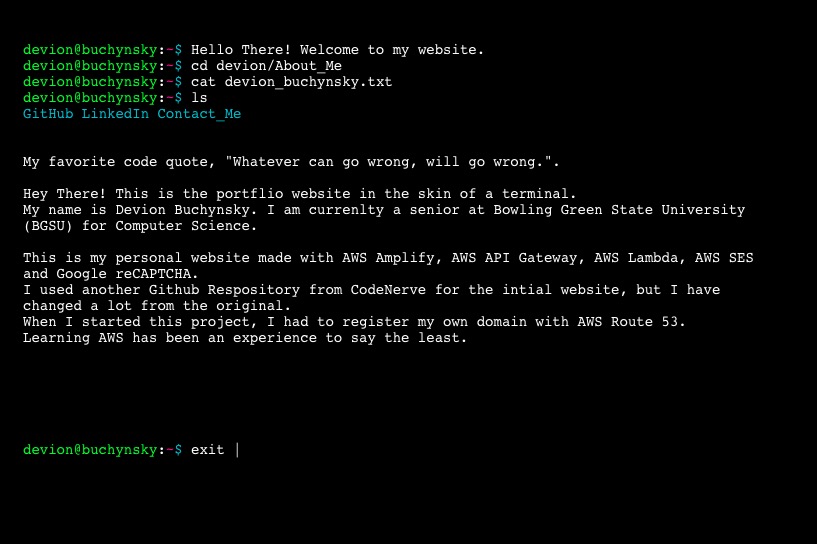 devion@buchynsky:~$ Hello There! Welcome to my website.
devion@buchynsky:~$ cd devion/About_Me
devion@buchynsky:~$ cat devion_buchynsky.txt
devion@buchynsky:~$ ls
GitHub LinkedIn Contact_Me
My favorite code quote, "Whatever can go wrong, will go wrong.".
Hey There! This is the portflio website in the skin of a terminal.
My name is Devion Buchynsky. I am currenlty a senior at Bowling Green State University
(BGSU) for Computer Science.
This is my personal website made with AWS Amplify, AWS API Gateway, AWS Lambda, AWS SES
and Google reCAPTCHA.
I used another Github Respository from CodeNerve for the intial website, but I have
changed a lot from the original.
When I started this project, I had to register my own domain with AWS Route 53.
Learning AWS has been an experience to say the least.
devion@buchynsky:~$ exit